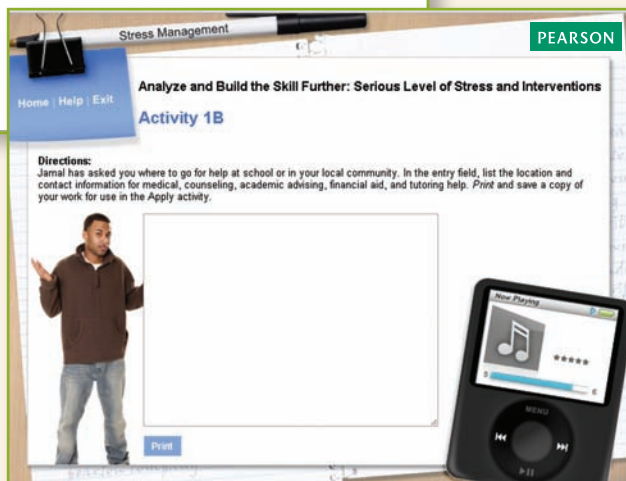 Stress Management
PEARSON
Home | Help | Exit
Analyze and Build the Skill Further: Serious Level of Stress and Interventions
Activity 1B
Directions:
Jamal has asked you where to go for help at school or in your local community. In the entry field, list the location and
contact information for medical, counseling, academic advising, financial aid, and tutoring help. Print and save a copy of
your work for use in the Apply activity.
Now Playing
5
6
MENU
Print